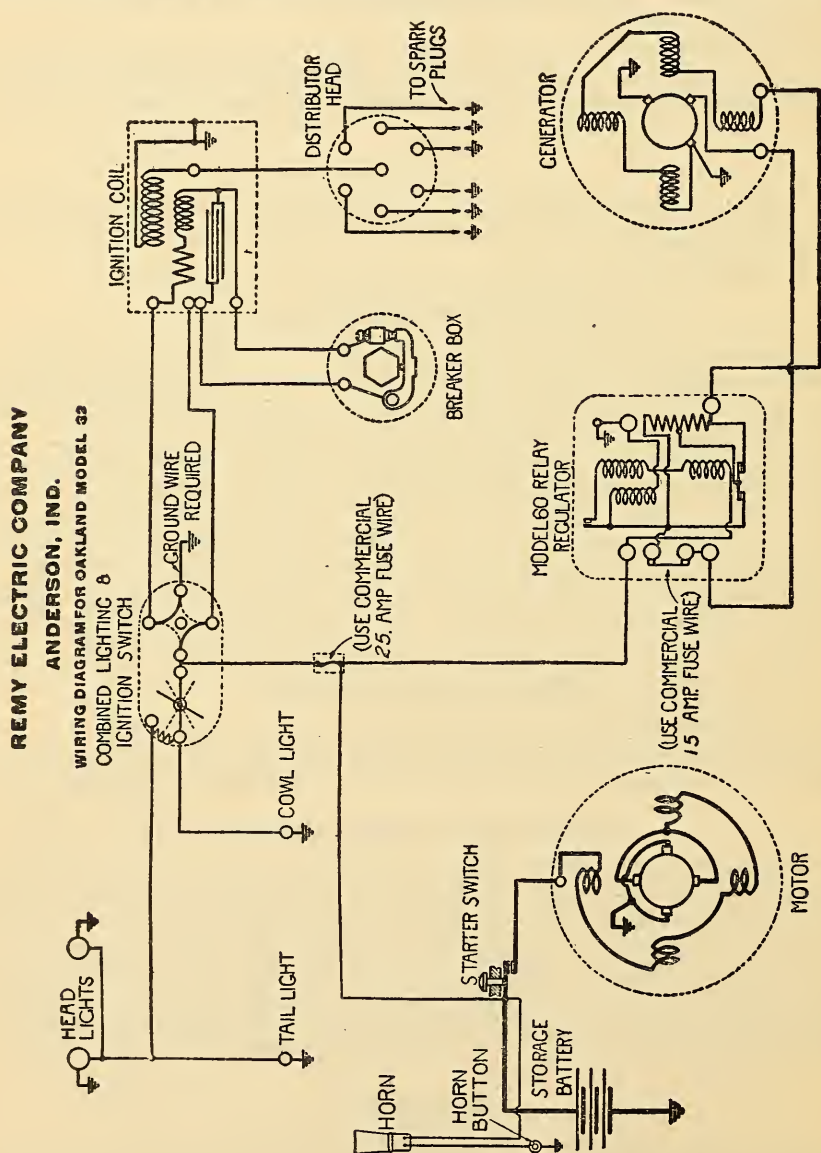 REMY ELECTRIC COMPANY
ANDERSON, IND.
WIRING DIAGRAM FOR OAKLAND MODEL 32
COMBINED LIGHTING &
IGNITION SWITCH
HEAD
LIGHTS
TAIL LIGHT
COWL LIGHT
GROUND WIRE
REQUIRED
IGNITION COIL
DISTRIBUTOR
HEAD
TO SPARK
PLUGS
BREAKER BOX
(USE COMMERCIAL
25. AMP FUSE WIRE)
HORN
HORN
BUTTON
STORAGE
BATTERY
STARTER SWITCH
MOTOR
MODEL 60 RELAY
REGULATOR
(USE COMMERCIAL
15 AMP. FUSE WIRE)
GENERATOR